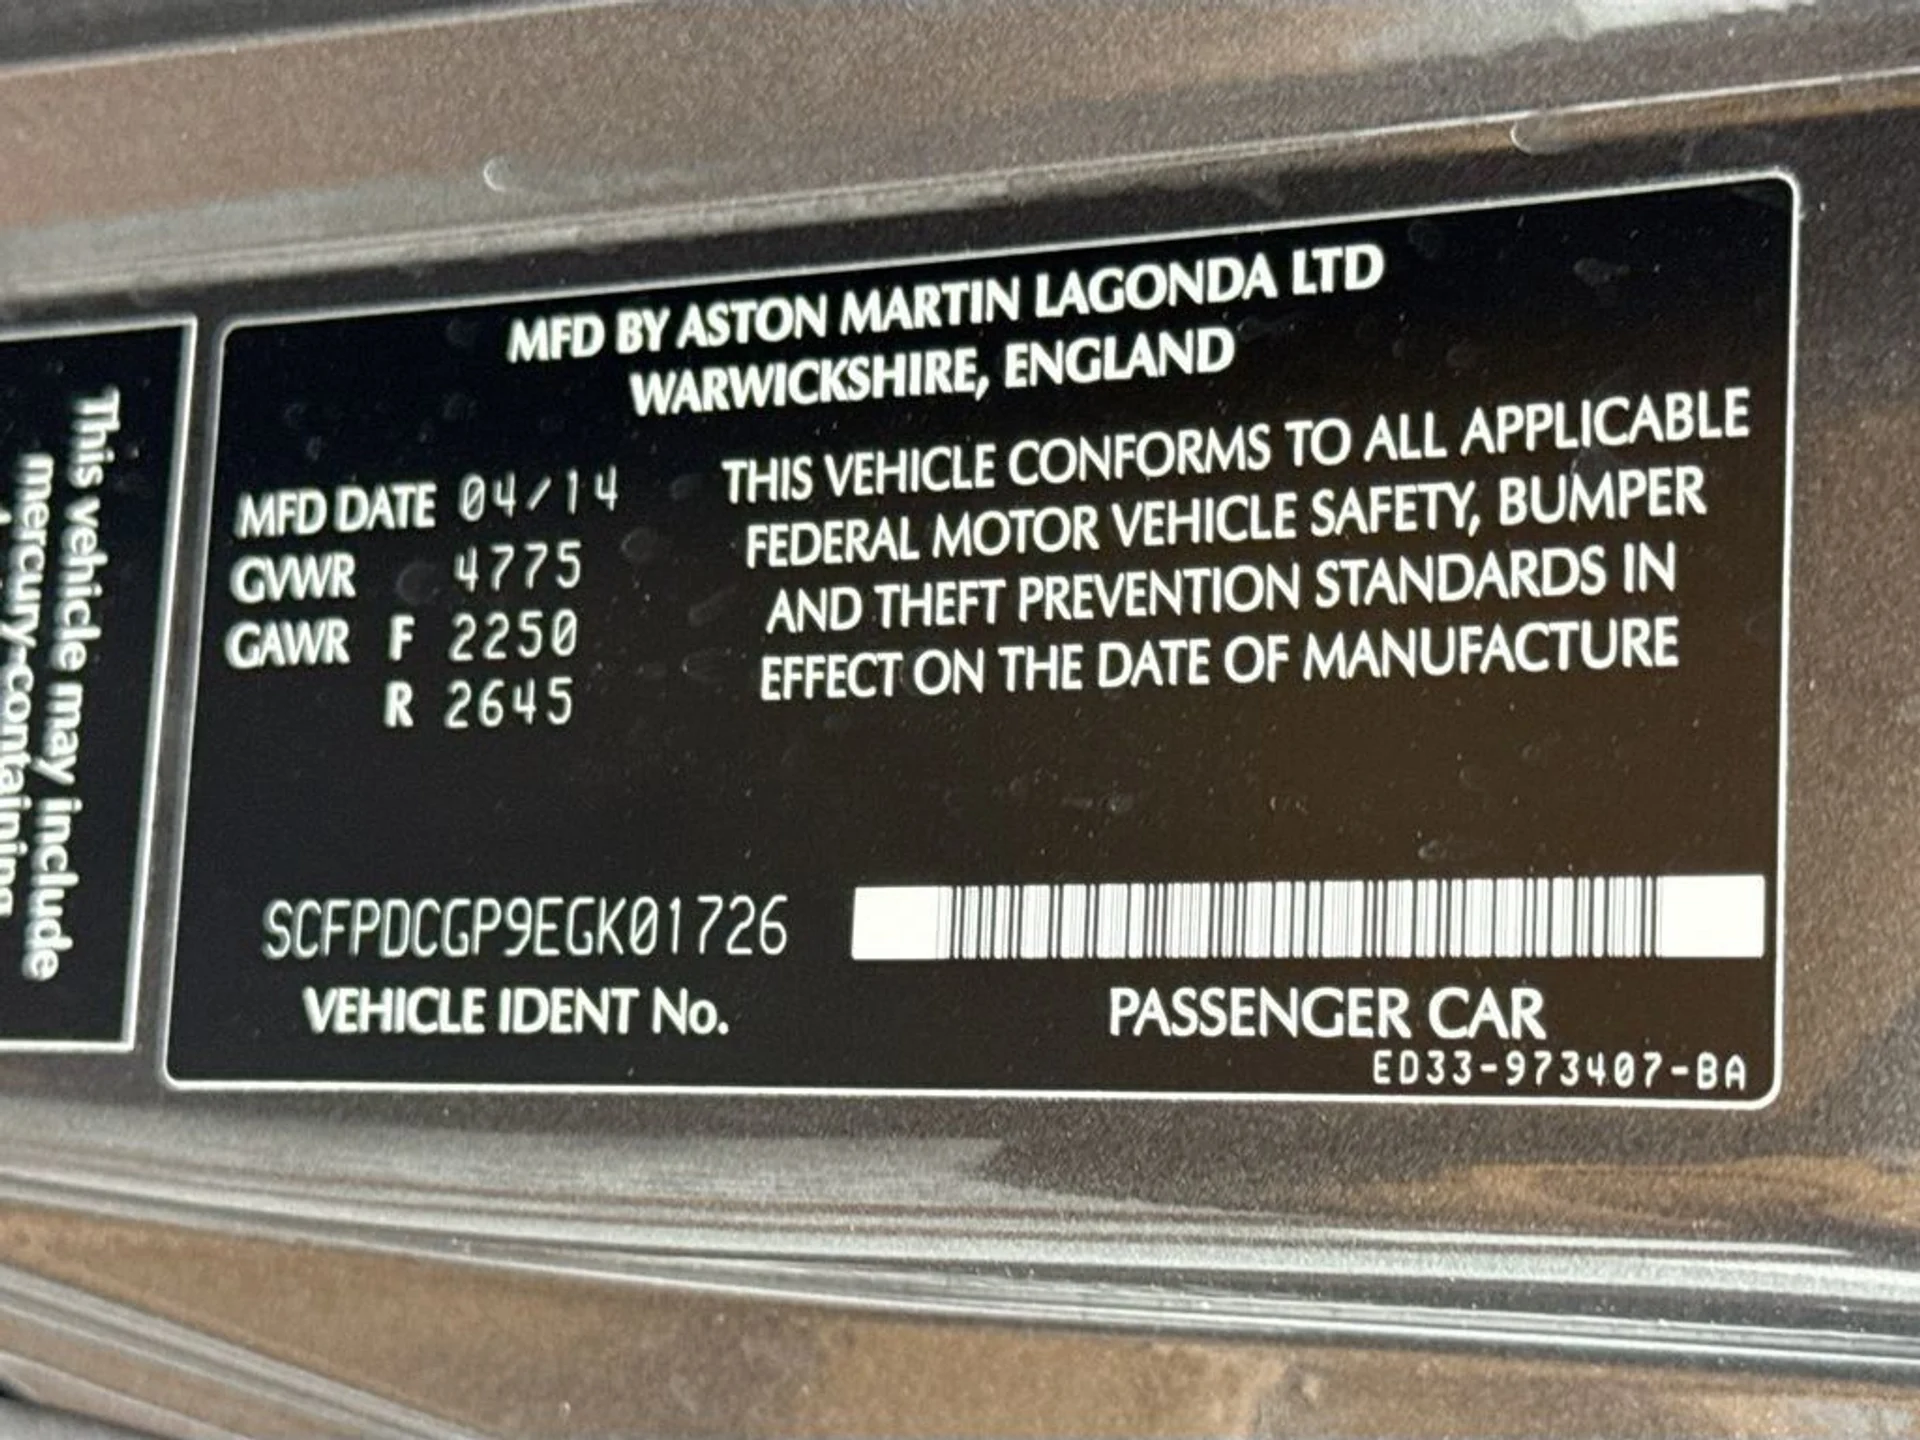 MFD BY ASTON MARTIN LAGONDA LTD
WARWICKSHIRE, ENGLAND
MFD DATE 04/14
GVWR 4775
GAWR F 2250
R 2645
THIS VEHICLE CONFORMS TO ALL APPLICABLE
FEDERAL MOTOR VEHICLE SAFETY, BUMPER
AND THEFT PREVENTION STANDARDS IN
EFFECT ON THE DATE OF MANUFACTURE
SCFPDCGP9EGK01726
VEHICLE IDENT No.
PASSENGER CAR
ED33-973407-BA
This vehicle may include
mercury-containing